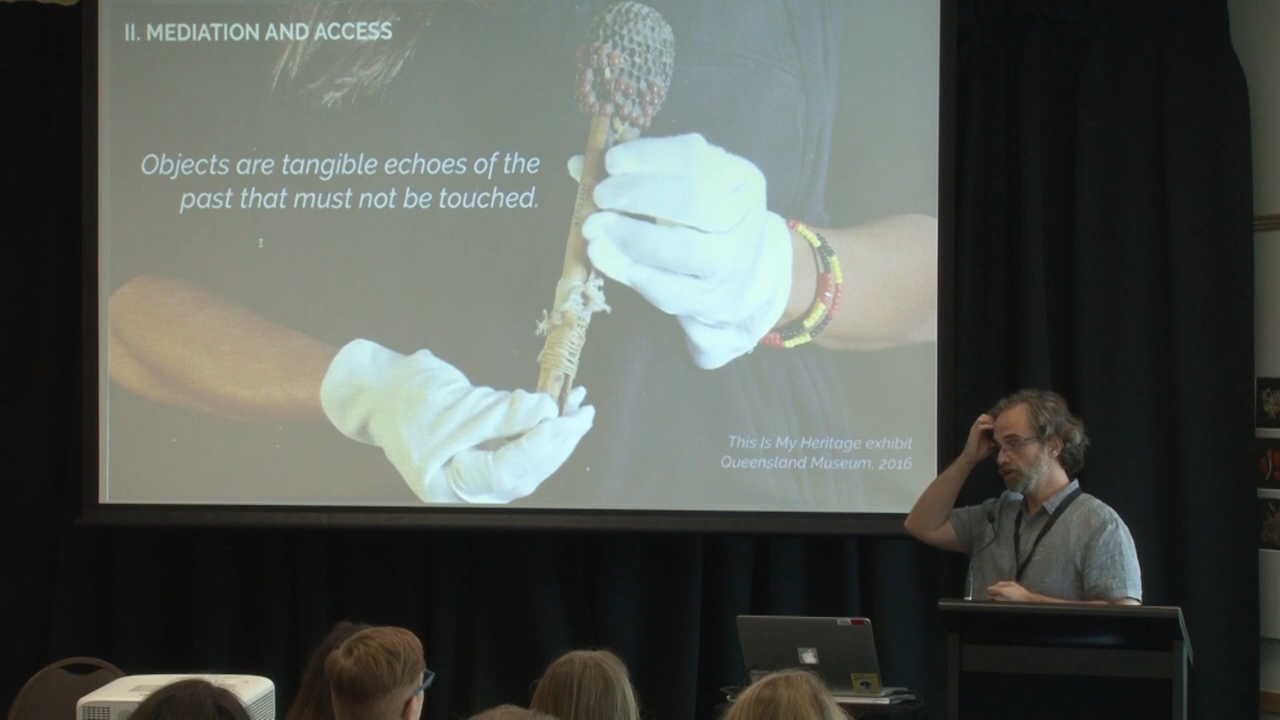 II. MEDIATION AND ACCESS
Objects are tangible echoes of the
past that must not be touched.
This Is My Heritage exhibit
Queensland Museum, 2016